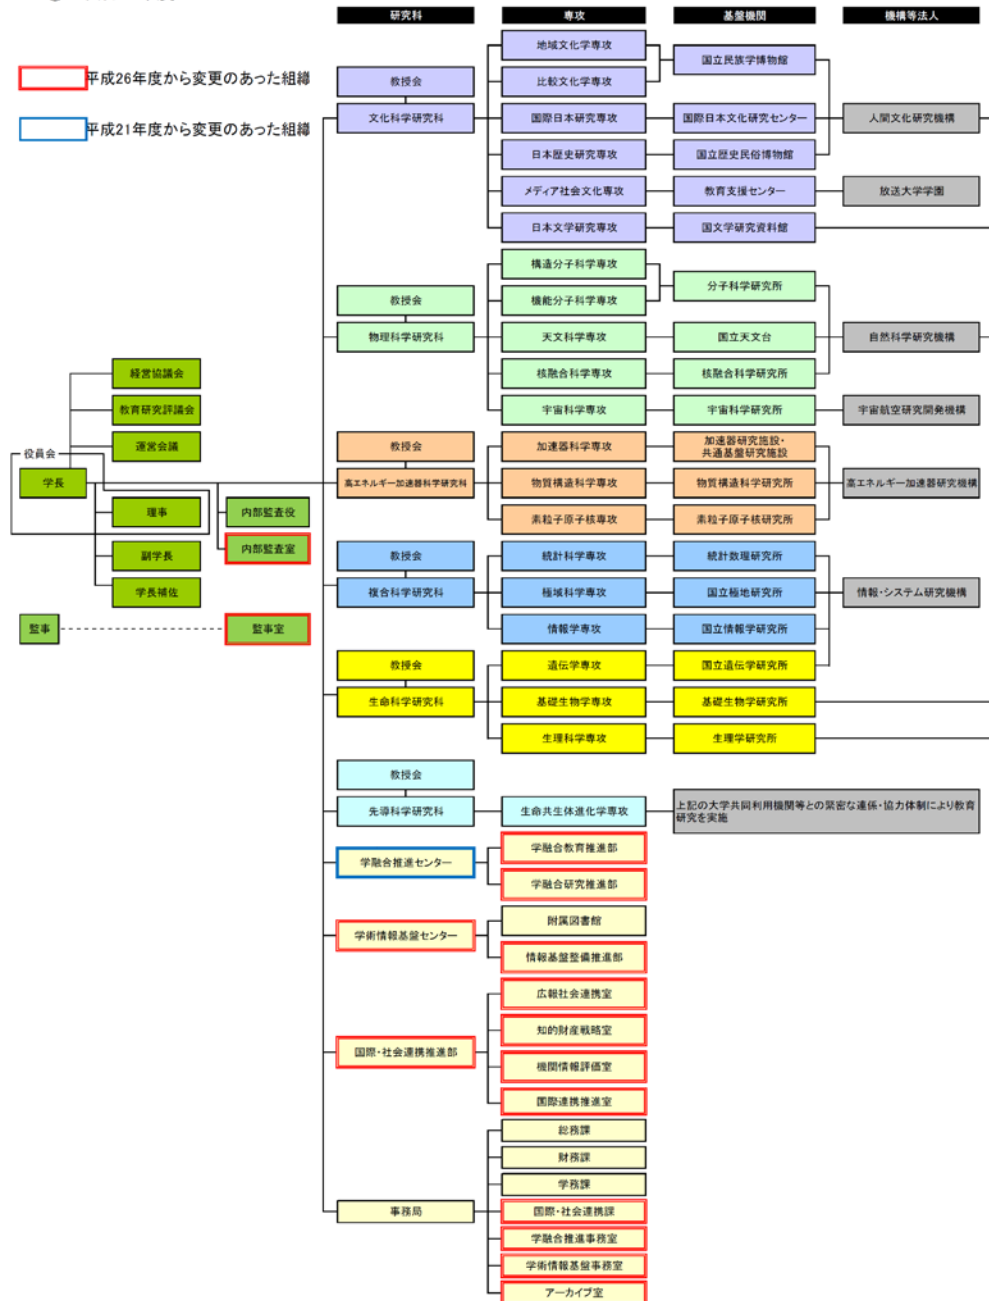 研究科
専攻
基盤機関
機構等法人
平成26年度から変更のあった組織
平成21年度から変更のあった組織
教授会
文化科学研究科
地域文化学専攻
比較文化学専攻
国際日本研究専攻
日本歴史研究専攻
メディア社会文化専攻
日本文学研究専攻
国立民族学博物館
国際日本文化研究センター
国立歴史民俗博物館
教育支援センター
国文学研究資料館
人間文化研究機構
放送大学学園
教授会
物理科学研究科
構造分子科学専攻
機能分子科学専攻
天文科学専攻
核融合科学専攻
宇宙科学専攻
分子科学研究所
国立天文台
核融合科学研究所
宇宙科学研究所
自然科学研究機構
宇宙航空研究開発機構
経営協議会
教育研究評議会
運営会議
役員会
学長
理事
副学長
学長補佐
内部監査役
内部監査室
監事
監事室
教授会
高エネルギー加速器科学研究科
加速器科学専攻
物質構造科学専攻
素粒子原子核専攻
加速器研究施設・
共通基盤研究施設
物質構造科学研究所
素粒子原子核研究所
高エネルギー加速器研究機構
教授会
複合科学研究科
統計科学専攻
極域科学専攻
情報学専攻
統計数理研究所
国立極地研究所
国立情報学研究所
情報・システム研究機構
教授会
生命科学研究科
遺伝学専攻
基礎生物学専攻
生理科学専攻
国立遺伝学研究所
基礎生物学研究所
生理学研究所
教授会
先導科学研究科
生命共生体進化学専攻
上記の大学共同利用機関等との緊密な連係・協力体制により教育
研究を実施
学融合推進センター
学融合教育推進部
学融合研究推進部
学術情報基盤センター
附属図書館
情報基盤整備推進部
国際・社会連携推進部
広報社会連携室
知的財産戦略室
機関情報評価室
国際連携推進室
事務局
総務課
財務課
学務課
国際・社会連携課
学融合推進事務室
学術情報基盤事務室
アーカイブ室